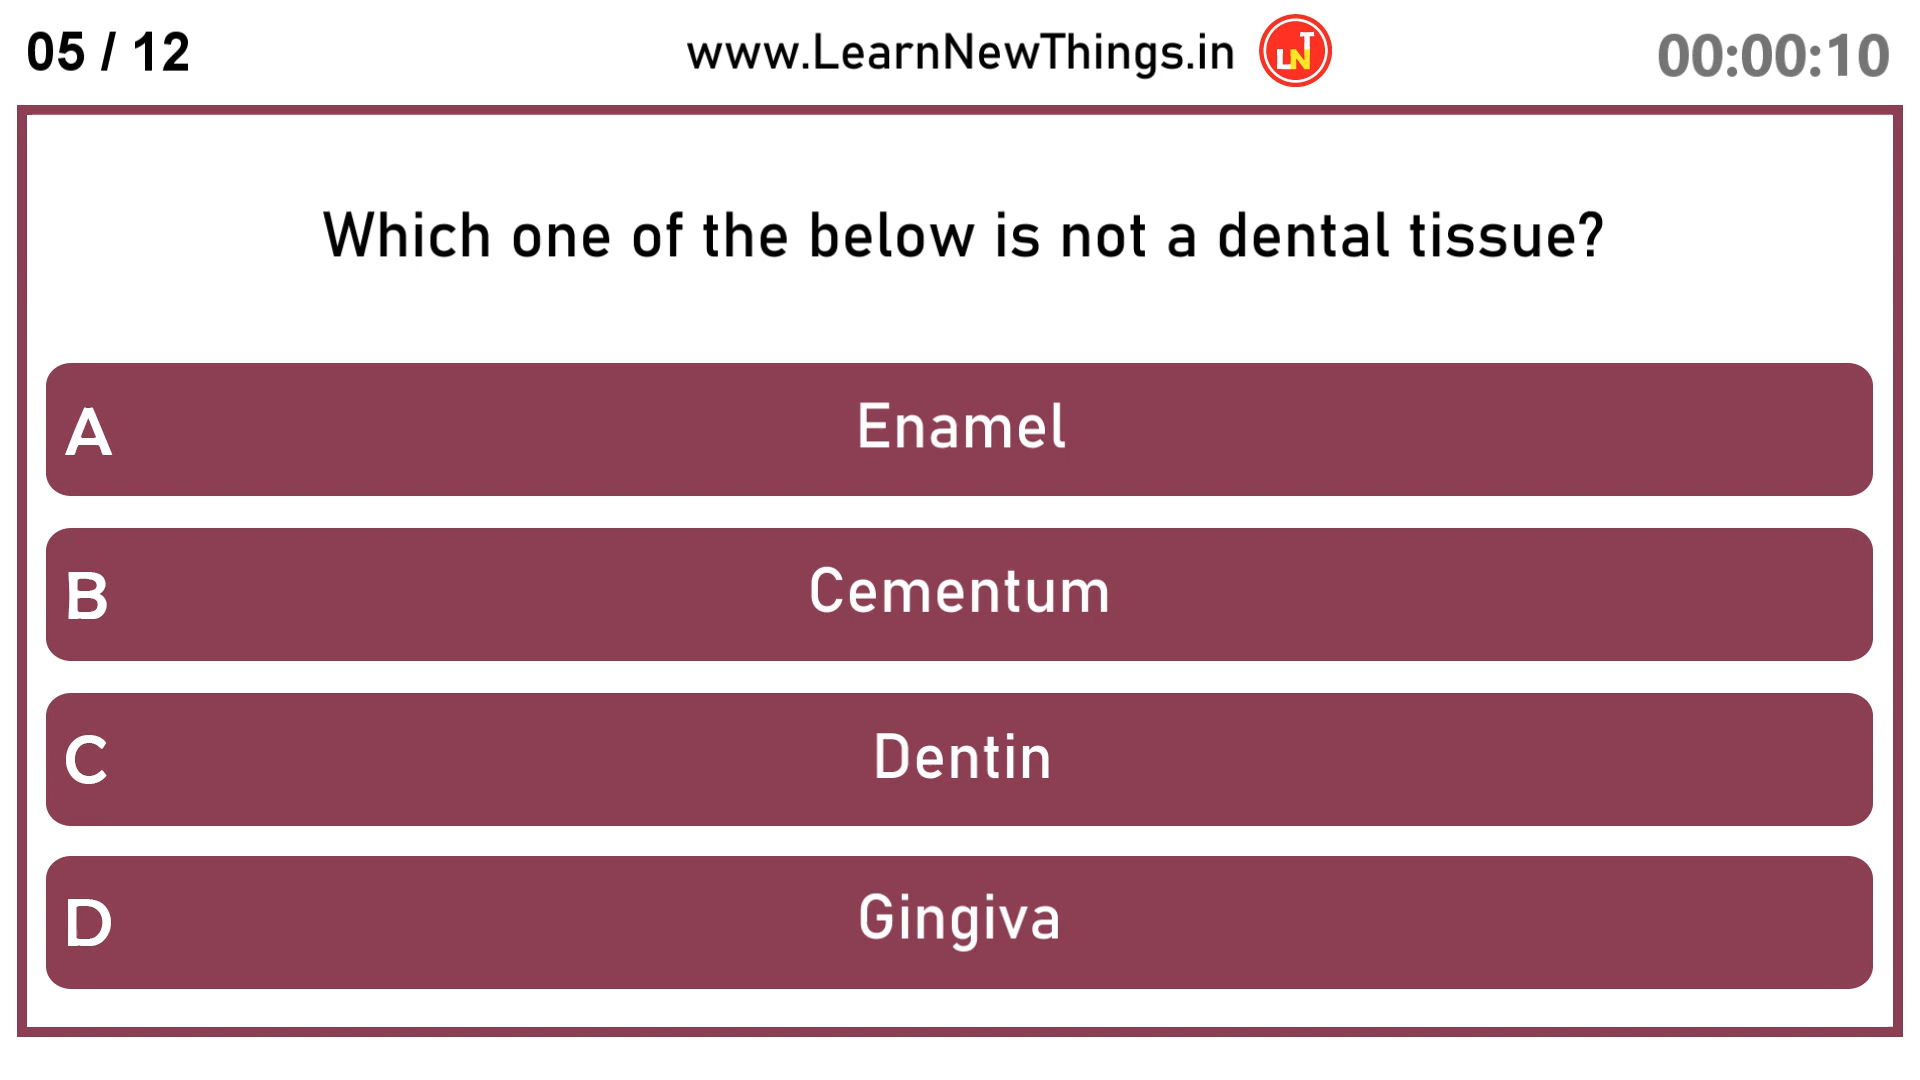 05 / 12
www.LearnNewThings.in
LNT
00:00:10
Which one of the below is not a dental tissue?
A Enamel
B Cementum
C Dentin
D Gingiva